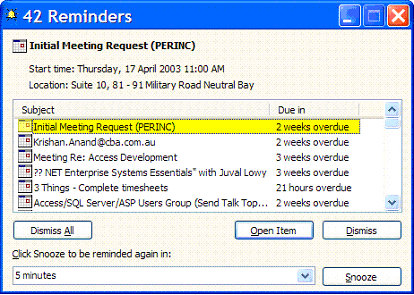 42 Reminders
Initial Meeting Request (PERINC)
Start time: Thursday, 17 April 2003 11:00 AM
Location: Suite 10, 81 - 91 Military Road Neutral Bay
Subject Due in
Initial Meeting Request (PERINC) 2 weeks overdue
Krishan.Anand@cba.com.au 2 weeks overdue
Meeting Re: Access Development 3 weeks overdue
?? NET Enterprise Systems Essentials" with Juval Lowy 3 weeks overdue
3 Things - Complete timesheets 21 hours overdue
Access/SQL Server/ASP Users Group (Send Talk Top... 2 weeks overdue
Dismiss All Open Item Dismiss
Click Snooze to be reminded again in:
5 minutes Snooze